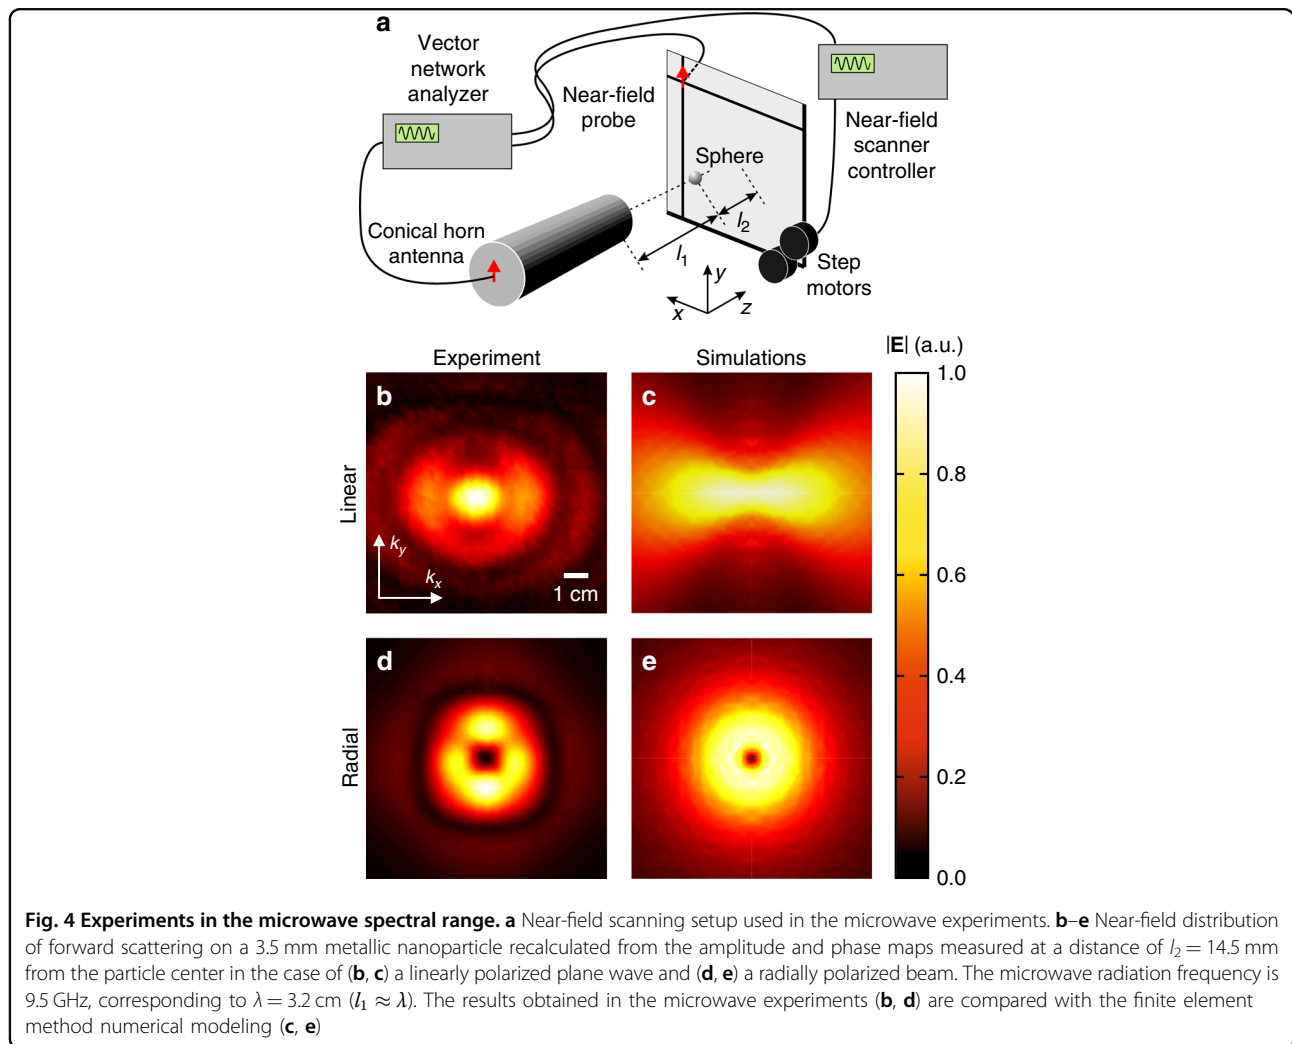 a
Vector
network
analyzer
Near-field
probe
Near-field
scanner
controller
Sphere
l2
l1
Conical horn
antenna
Step
motors
y
x
z
Experiment
Simulations
|E| (a.u.)
Linear
b
ky
kx
1 cm
c
1.0
0.8
0.6
0.4
0.2
0.0
Radial
d
e
Fig. 4 Experiments in the microwave spectral range. a Near-field scanning setup used in the microwave experiments. b–e Near-field distribution
of forward scattering on a 3.5 mm metallic nanoparticle recalculated from the amplitude and phase maps measured at a distance of l2 = 14.5 mm
from the particle center in the case of (b, c) a linearly polarized plane wave and (d, e) a radially polarized beam. The microwave radiation frequency is
9.5 GHz, corresponding to λ = 3.2 cm (l1 ≈ λ). The results obtained in the microwave experiments (b, d) are compared with the finite element
method numerical modeling (c, e)